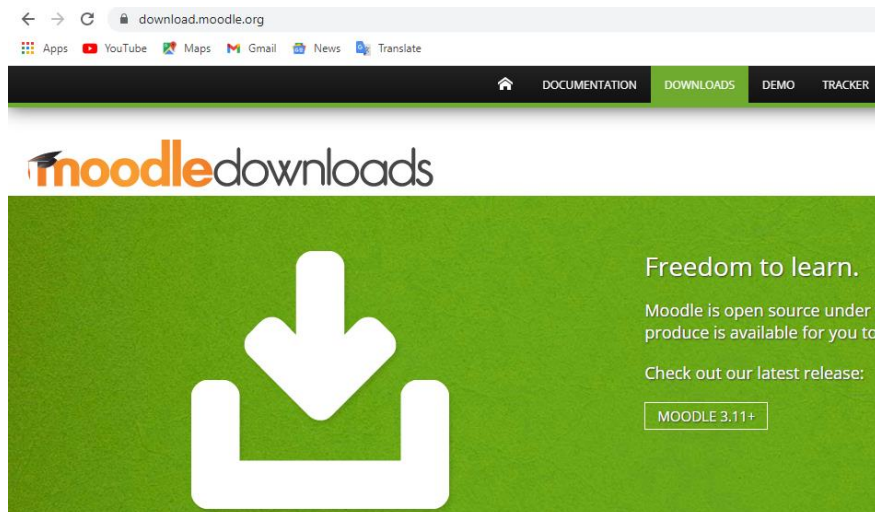 download.moodle.org
Apps YouTube Maps Gmail News Translate
DOCUMENTATION DOWNLOADS DEMO TRACKER
moodledownloads
Freedom to learn.
Moodle is open source under
produce is available for you to
Check out our latest release:
MOODLE 3.11+